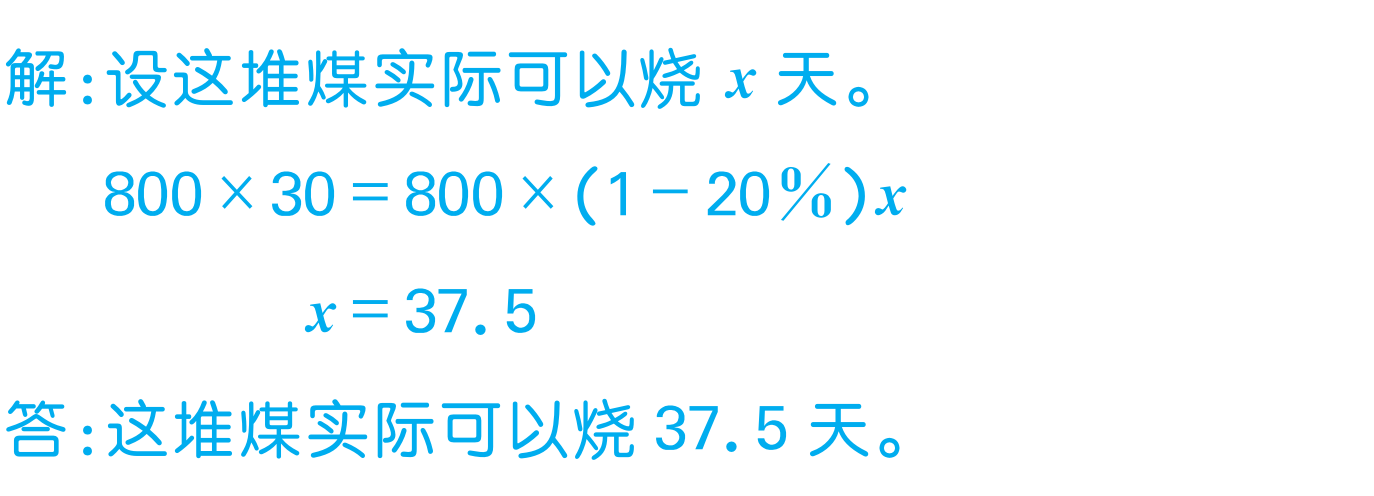 解:设这堆煤实际可以烧 x 天。
800 × 30 = 800 × (1 − 20%)x
x = 37.5
答:这堆煤实际可以烧 37.5 天。